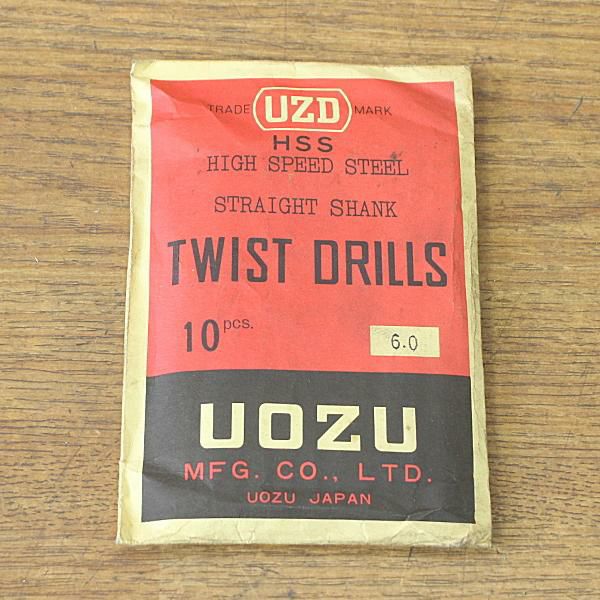 TRADE UZD MARK
HSS
HIGH SPEED STEEL
STRAIGHT SHANK
TWIST DRILLS
10 pcs. 6.0
UOZU
MFG. CO., LTD.
UOZU JAPAN